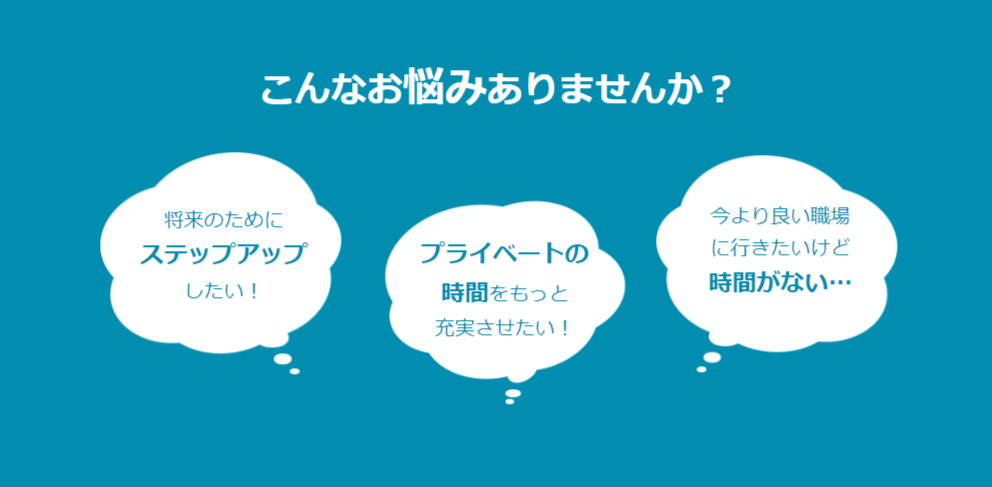 こんなお悩みありませんか？
将来のために
ステップアップ
したい！
プライベートの
時間をもっと
充実させたい！
今より良い職場
に行きたいけど
時間がない…